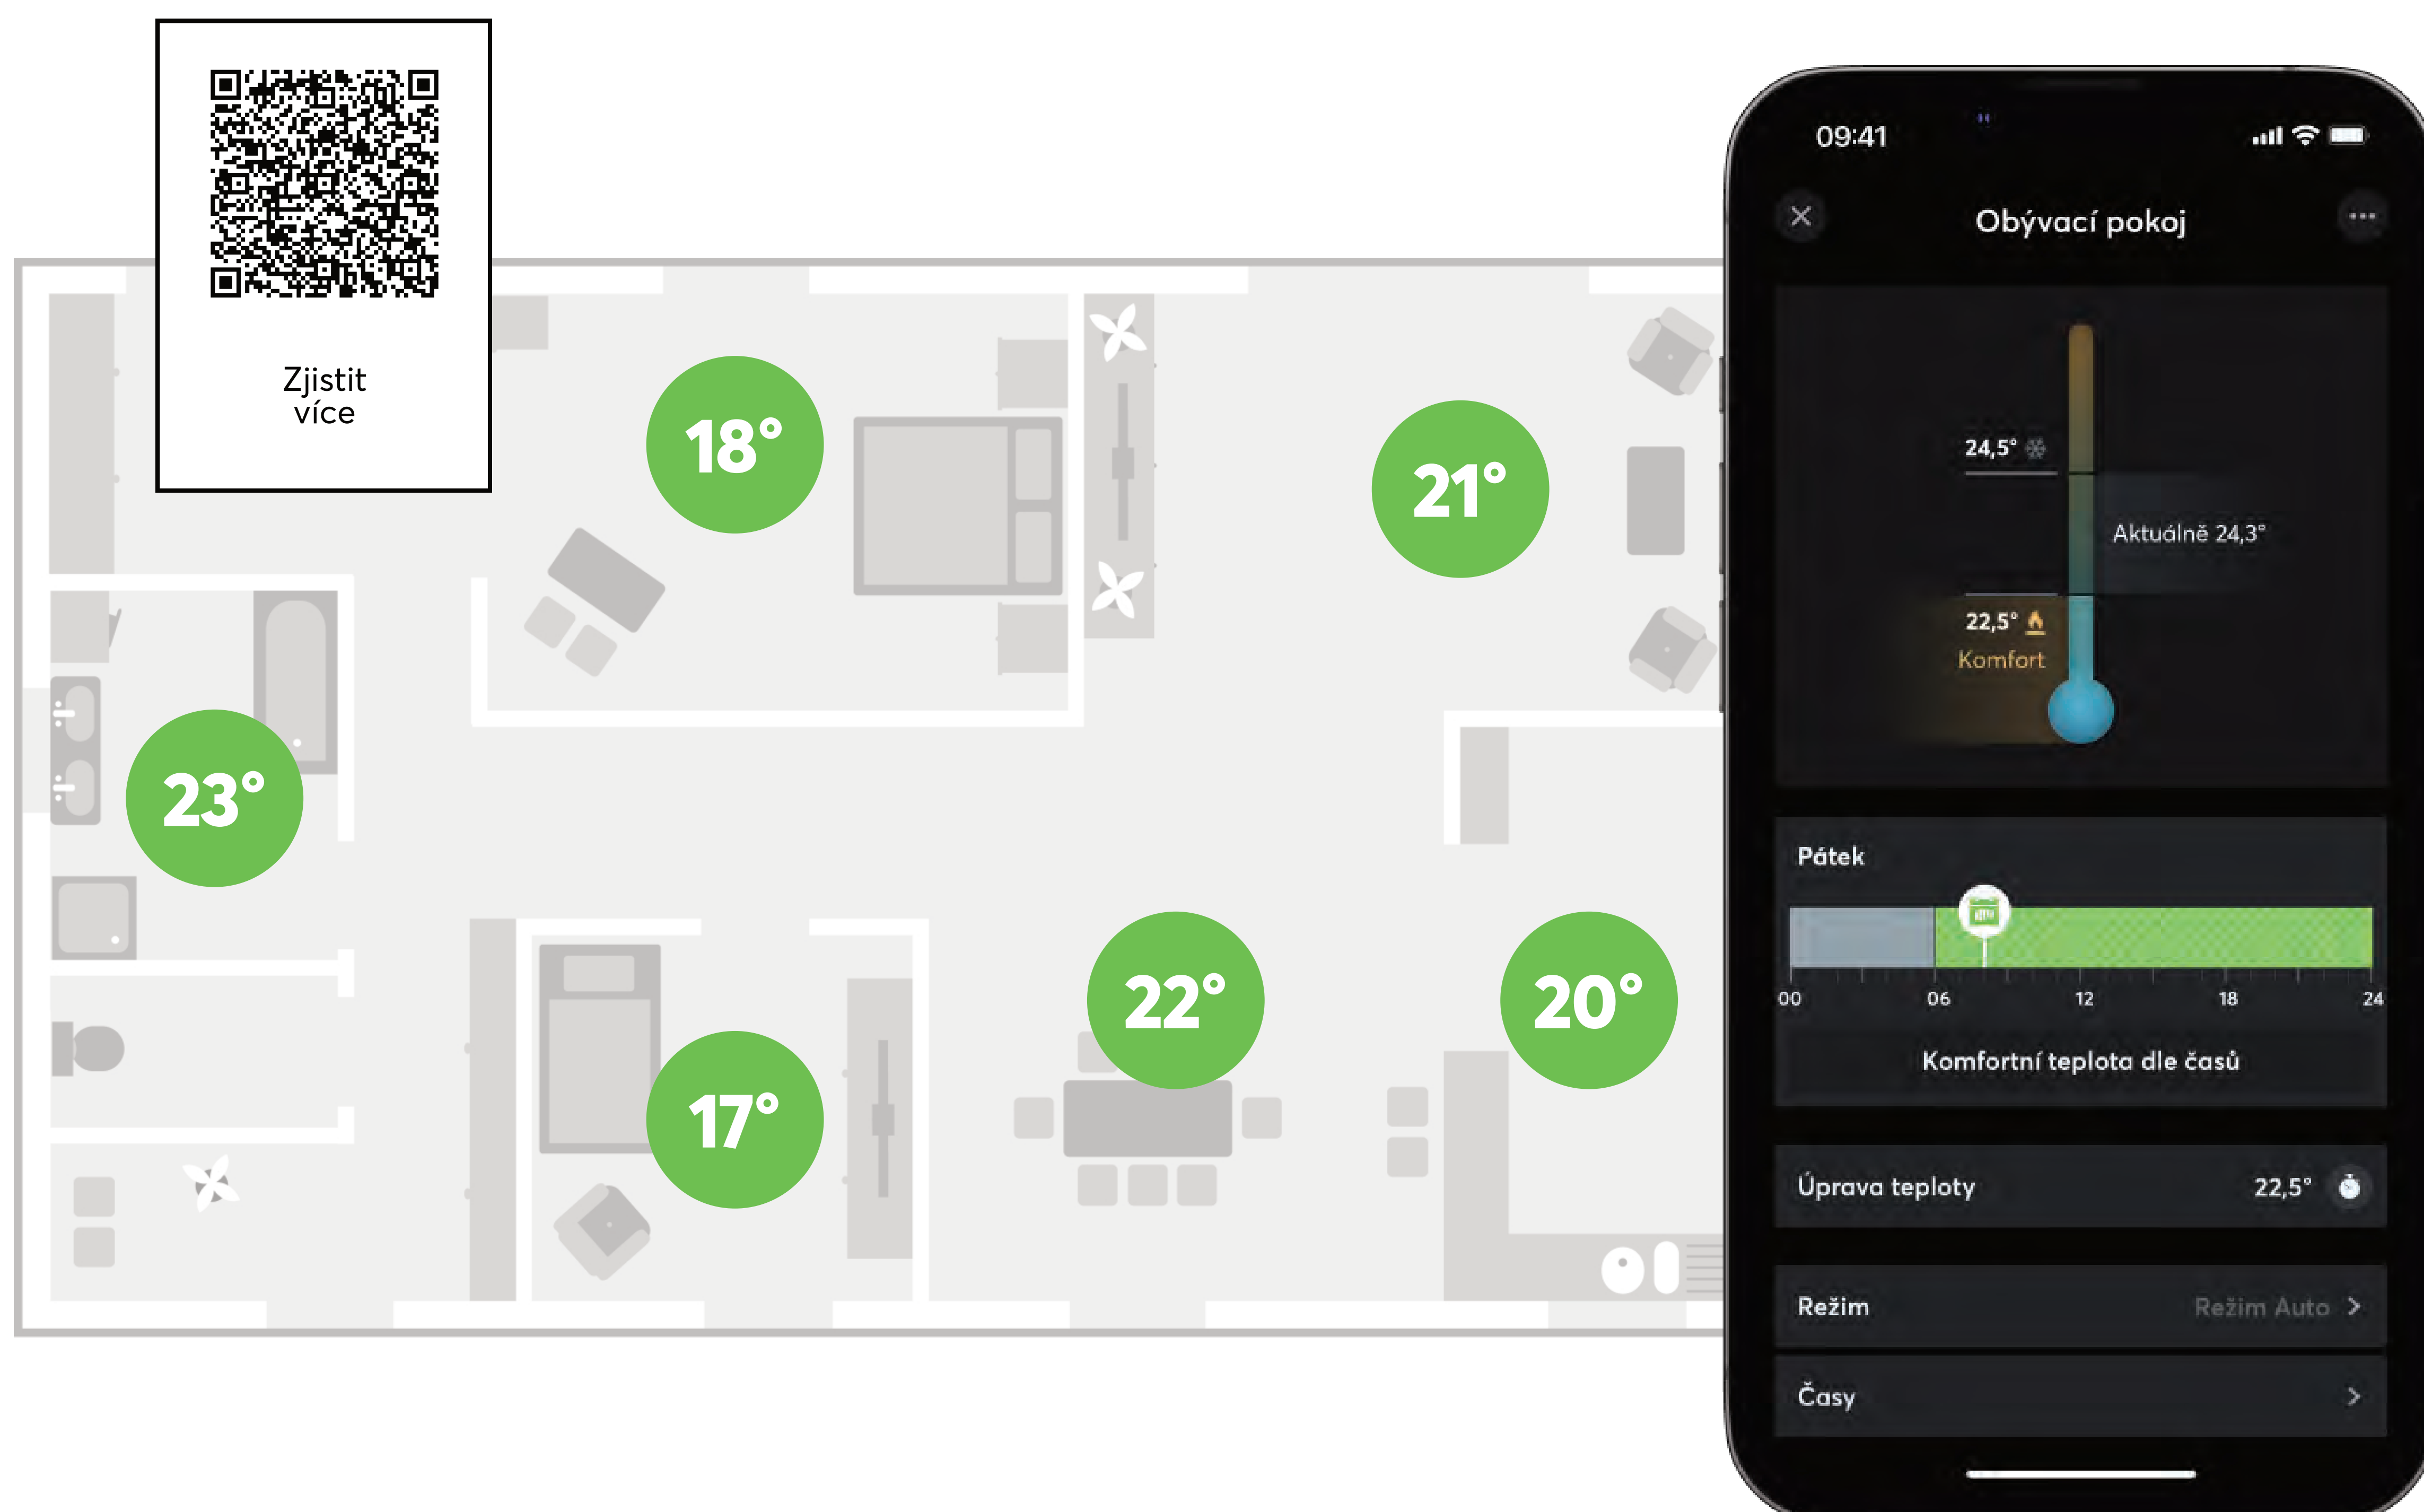 Zjistit
více
18°
21°
23°
22°
20°
17°
09:41
Obývací pokoj
24,5°
Aktuálně 24,3°
22,5°
Komfort
Pátek
00 06 12 18 24
Komfortní teplota dle časů
Úprava teploty 22,5°
Režim Režim Auto
Časy